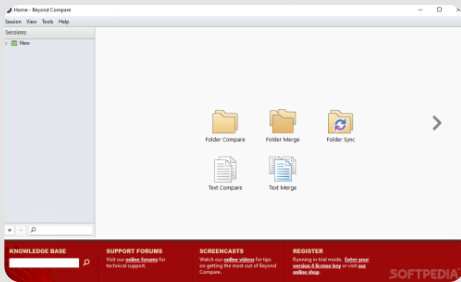 Home - Beyond Compare
Session View Tools Help
Sessions
New
Folder Compare Folder Merge Folder Sync
Text Compare Text Merge
KNOWLEDGE BASE
SUPPORT FORUMS
Visit our online forums for
technical support.
SCREENCASTS
Watch our online videos for tips
on getting the most out of Beyond
Compare.
REGISTER
Running in trial mode. Enter your
version 4 license key or visit our
online shop.
SOFTPEDIA